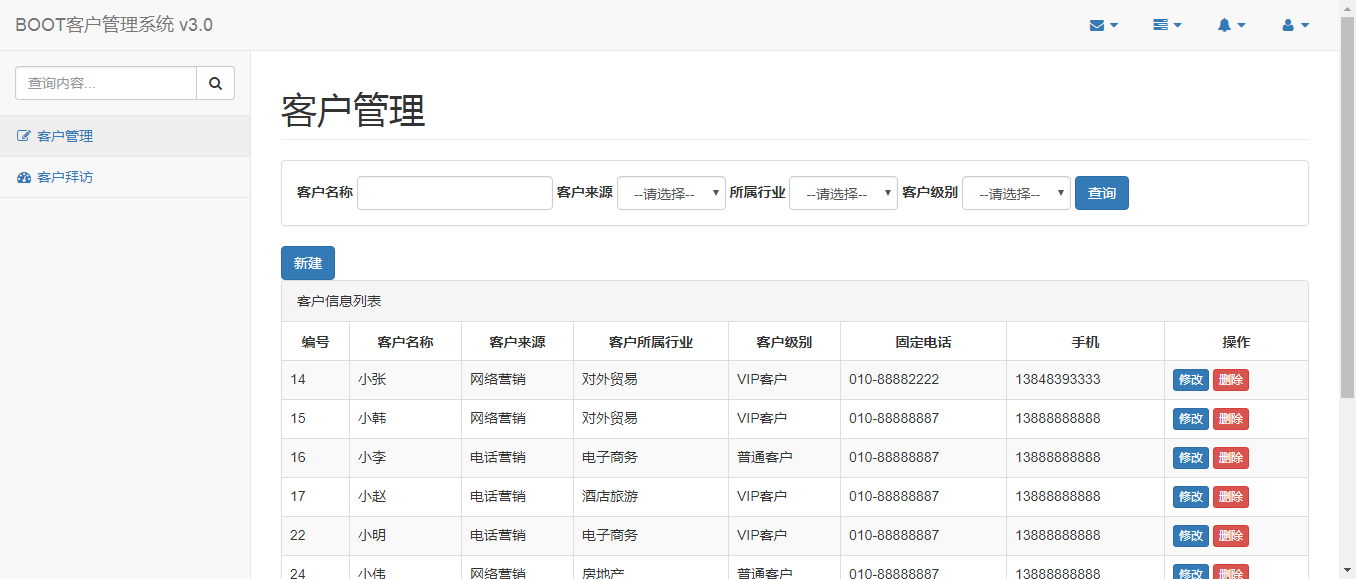 BOOT客户管理系统 v3.0
查询内容...
客户管理
客户拜访
客户管理
客户名称 客户来源 --请选择-- 所属行业 --请选择-- 客户级别 --请选择-- 查询
新建
客户信息列表
编号 客户名称 客户来源 客户所属行业 客户级别 固定电话 手机 操作
14 小张 网络营销 对外贸易 VIP客户 010-88882222 13848393333 修改 删除
15 小韩 网络营销 对外贸易 VIP客户 010-88888887 13888888888 修改 删除
16 小李 电话营销 电子商务 普通客户 010-88888887 13888888888 修改 删除
17 小赵 电话营销 酒店旅游 VIP客户 010-88888887 13888888888 修改 删除
22 小明 电话营销 电子商务 VIP客户 010-88888887 13888888888 修改 删除
24 小伟 网络营销 房地产 普通客户 010-88888887 13888888888 修改 删除